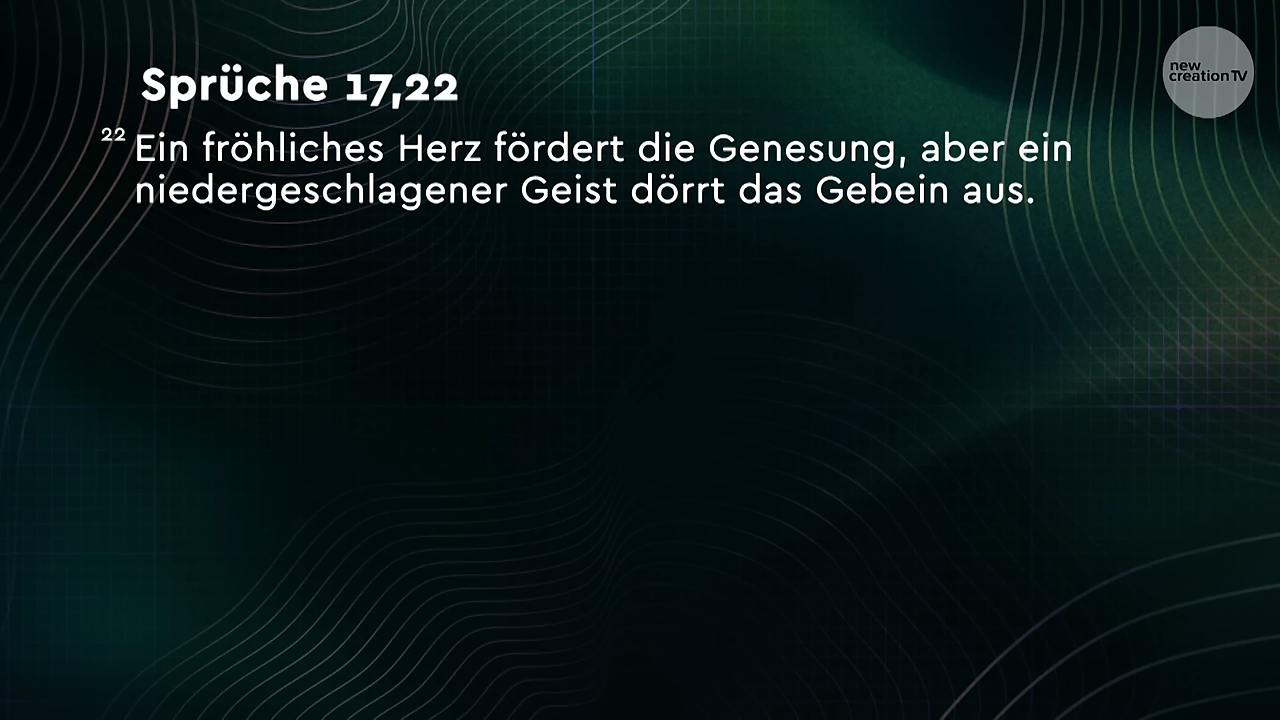 Sprüche 17,22
22 Ein fröhliches Herz fördert die Genesung, aber ein
niedergeschlagener Geist dörrt das Gebein aus.
new
creation TV